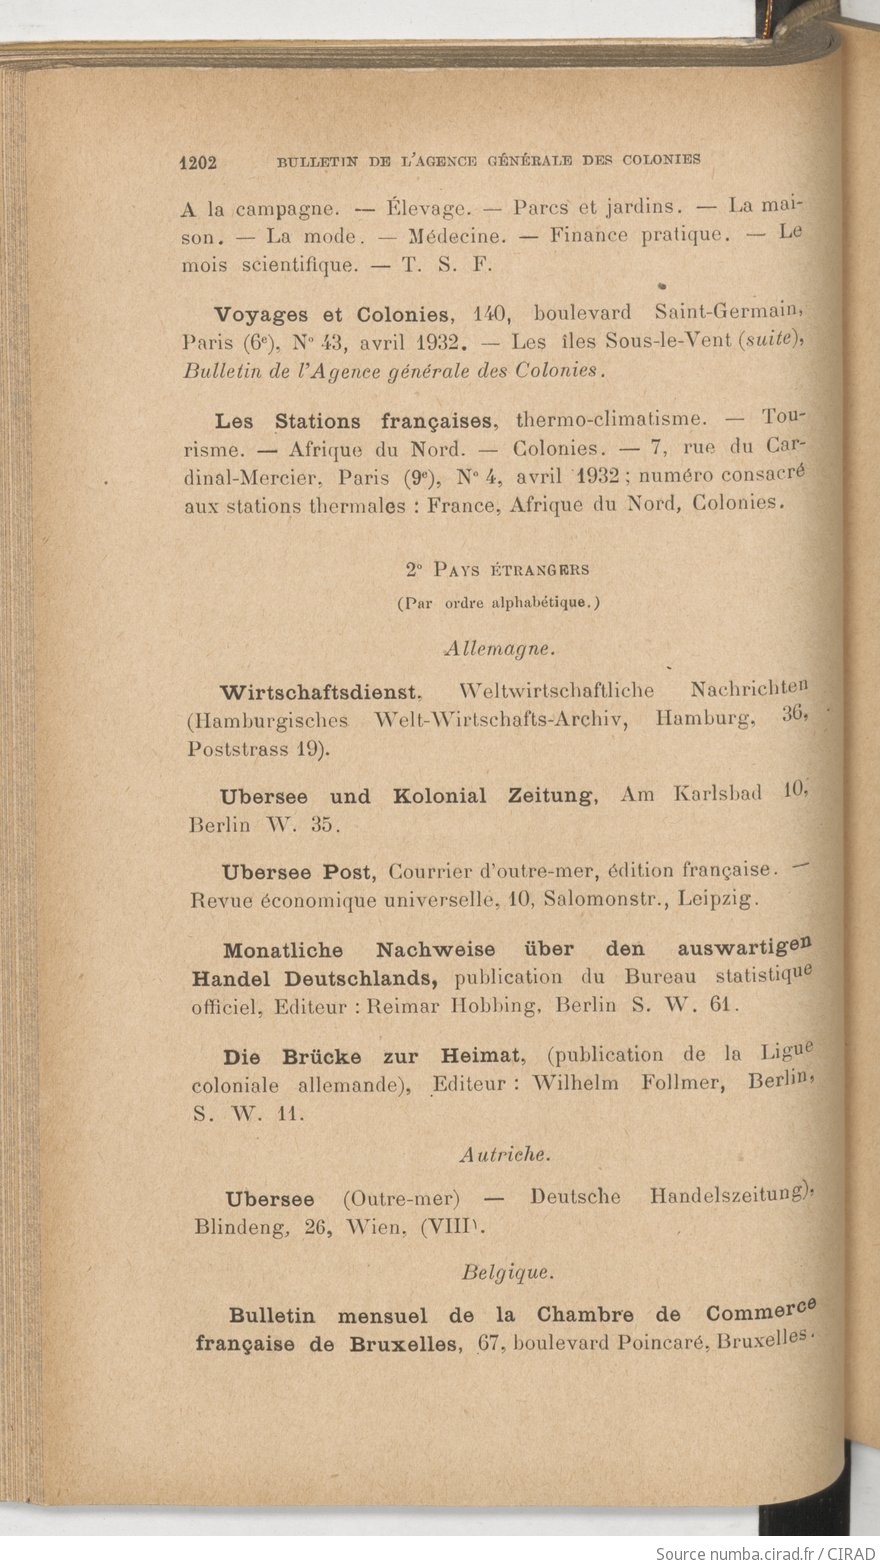 1202 BULLETIN DE L'AGENCE GÉNÉRALE DES COLONIES
A la campagne. — Élevage. — Parcs et jardins. — La mai-
son. — La mode. — Médecine. — Finance pratique. — Le
mois scientifique. — T. S. F.
Voyages et Colonies, 140, boulevard Saint-Germain,
Paris (6e), N° 43, avril 1932. — Les îles Sous-le-Vent (suite),
Bulletin de l'Agence générale des Colonies.
Les Stations françaises, thermo-climatisme. — Tou-
risme. — Afrique du Nord. — Colonies. — 7, rue du Car-
dinal-Mercier, Paris (9e), N° 4, avril 1932 ; numéro consacré
aux stations thermales : France, Afrique du Nord, Colonies.
2° PAYS ÉTRANGERS
(Par ordre alphabétique.)
Allemagne.
Wirtschaftsdienst, Weltwirtschaftliche Nachrichten
(Hamburgisches Welt-Wirtschafts-Archiv, Hamburg, 36,
Poststrass 19).
Ubersee und Kolonial Zeitung, Am Karlsbad 10,
Berlin W. 35.
Ubersee Post, Courrier d'outre-mer, édition française. —
Revue économique universelle, 10, Salomonstr., Leipzig.
Monatliche Nachweise über den auswartigen
Handel Deutschlands, publication du Bureau statistique
officiel, Editeur : Reimar Hobbing, Berlin S. W. 61.
Die Brücke zur Heimat, (publication de la Ligue
coloniale allemande), Editeur : Wilhelm Follmer, Berlin,
S. W. 11.
Autriche.
Ubersee (Outre-mer) — Deutsche Handelszeitung),
Blindeng, 26, Wien, (VIII).
Belgique.
Bulletin mensuel de la Chambre de Commerce
française de Bruxelles, 67, boulevard Poincaré, Bruxelles.
Source numba.cirad.fr / CIRAD